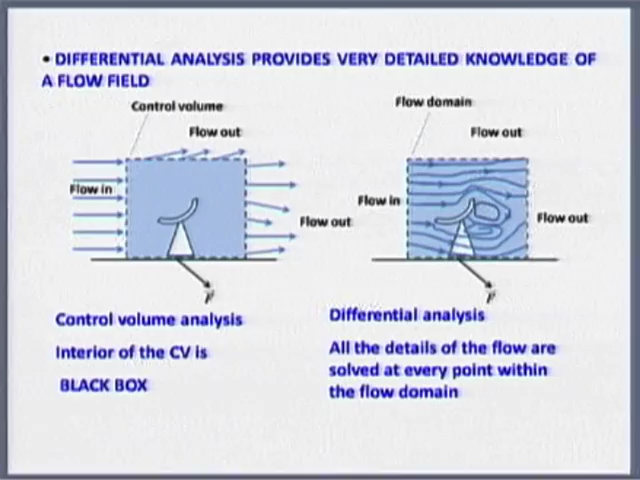 • DIFFERENTIAL ANALYSIS PROVIDES VERY DETAILED KNOWLEDGE OF
A FLOW FIELD
Control volume
Flow out
Flow in
Flow out
Flow domain
Flow out
Flow in
Flow out
Control volume analysis
Interior of the CV is
BLACK BOX
Differential analysis
All the details of the flow are
solved at every point within
the flow domain